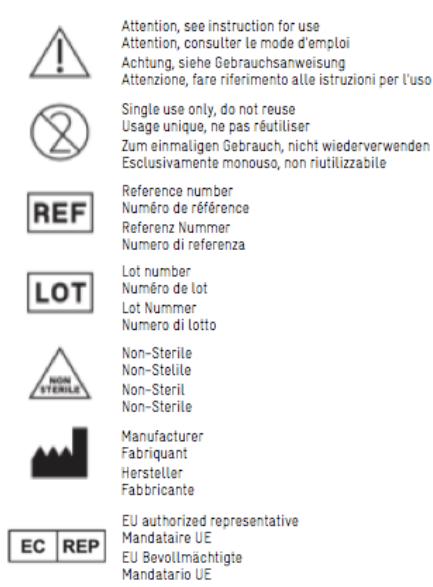 Attention, see instruction for use
Attention, consulter le mode d'emploi
Achtung, siehe Gebrauchsanweisung
Attenzione, fare riferimento alle istruzioni per l'uso
2
Single use only, do not reuse
Usage unique, ne pas réutiliser
Zum einmaligen Gebrauch, nicht wiederverwenden
Esclusivamente monouso, non riutilizzabile
REF
Reference number
Numéro de référence
Referenz Nummer
Numero di referenza
LOT
Lot number
Numéro de lot
Lot Nummer
Numero di lotto
NON
STERILE
Non-Sterile
Non-Stelile
Non-Steril
Non-Sterile
Manufacturer
Fabriquant
Hersteller
Fabbricante
EC REP
EU authorized representative
Mandataire UE
EU Bevollmächtigte
Mandatario UE